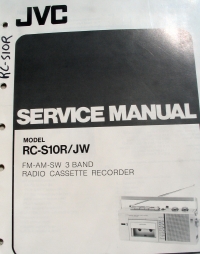 JVC
RC-S10R
SERVICE MANUAL
MODEL
RC-S10R/JW
FM-AM-SW 3 BAND
RADIO CASSETTE RECORDER